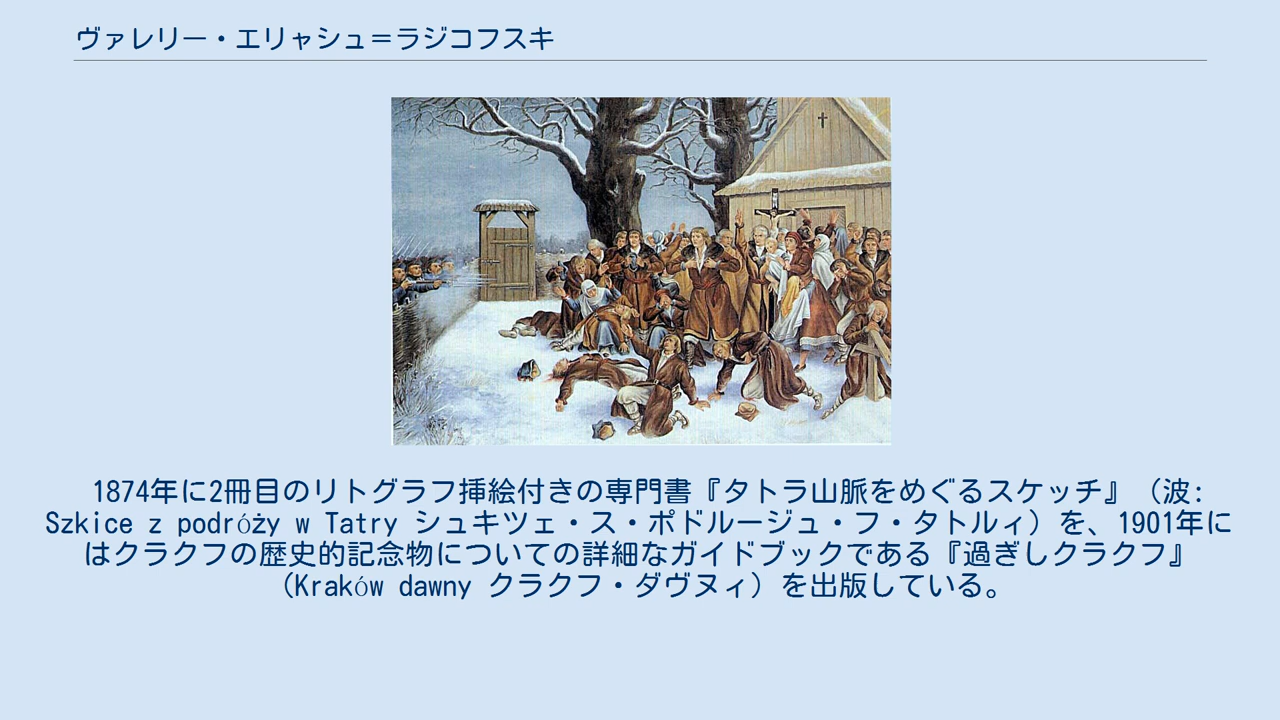 ヴァレリー・エリャシュ＝ラジコフスキ
1874年に2冊目のリトグラフ挿絵付きの専門書『タトラ山脈をめぐるスケッチ』（波:
Szkice z podróży w Tatry シュキツェ・ス・ポドルージュ・フ・タトルィ）を、1901年に
はクラクフの歴史的記念物についての詳細なガイドブックである『過ぎしクラクフ』
（Kraków dawny クラクフ・ダヴヌィ）を出版している。